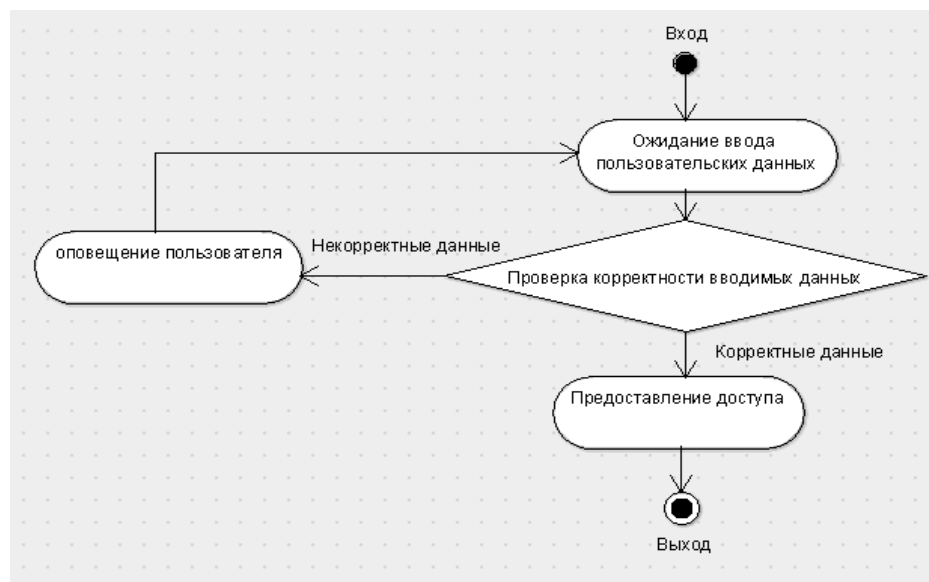 Вход
Ожидание ввода
пользовательских данных
Некорректные данные
оповещение пользователя
Проверка корректности вводимых данных
Корректные данные
Предоставление доступа
Выход